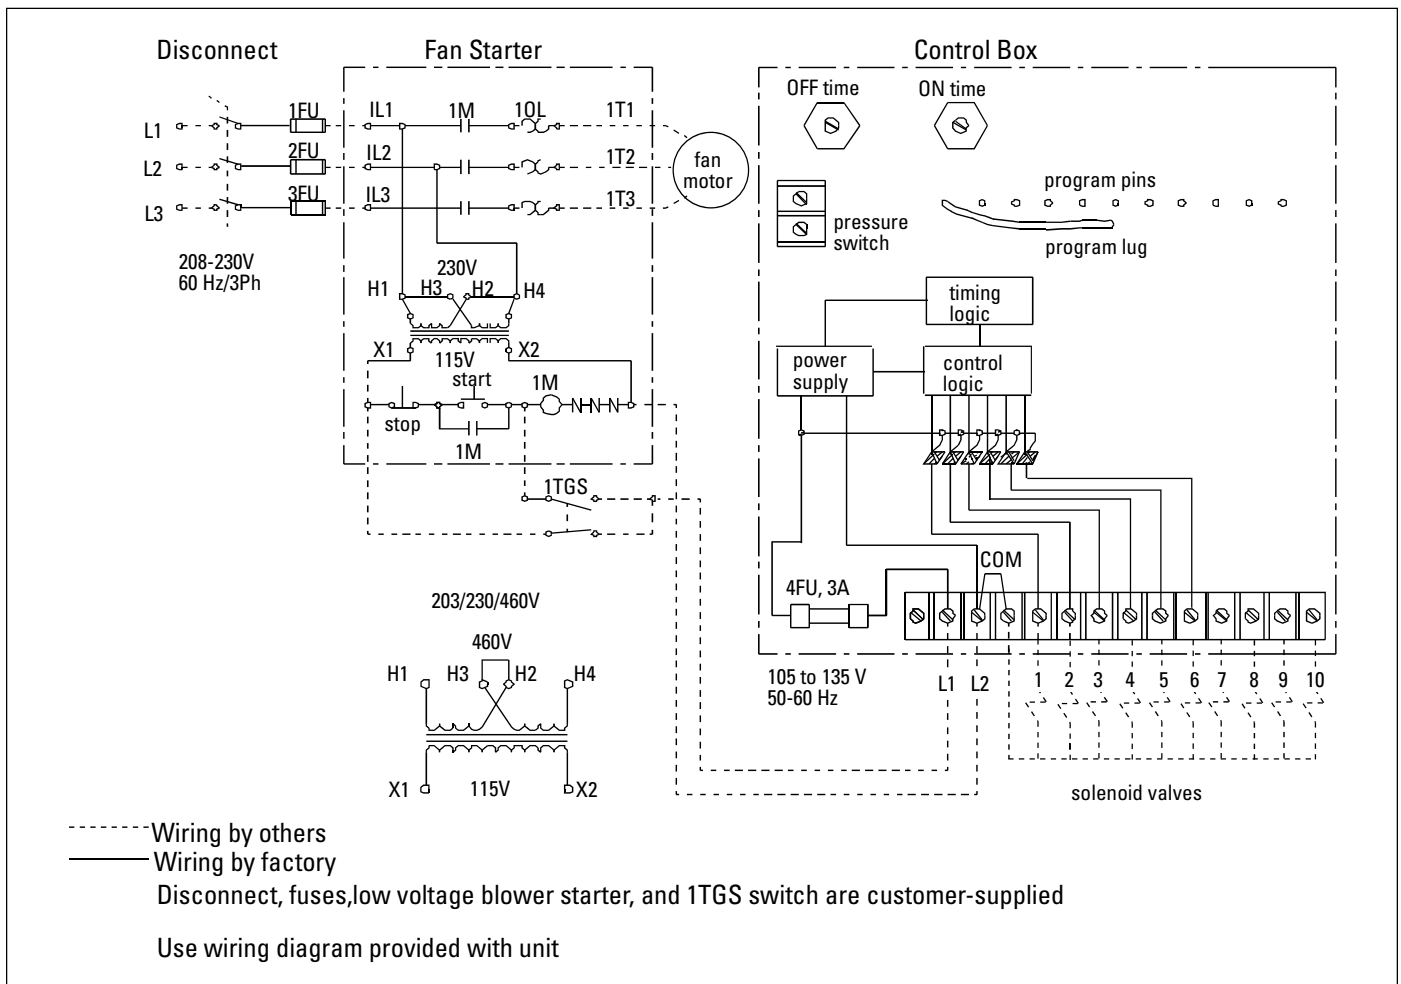 Disconnect
Fan Starter
Control Box
1FU
IL1
1M
1OL
1T1
L1
2FU
IL2
1T2
L2
3FU
IL3
1T3
L3
fan
motor
208-230V
60 Hz/3Ph
230V
H1
H3
H2
H4
X1
X2
115V
start
1M
stop
1M
1TGS
OFF time
ON time
program pins
pressure
switch
program lug
timing
logic
power
supply
control
logic
COM
4FU, 3A
105 to 135 V
50-60 Hz
L1
L2
1
2
3
4
5
6
7
8
9
10
solenoid valves
203/230/460V
460V
H1
H3
H2
H4
X1
115V
X2
Wiring by others
Wiring by factory
Disconnect, fuses,low voltage blower starter, and 1TGS switch are customer-supplied
Use wiring diagram provided with unit